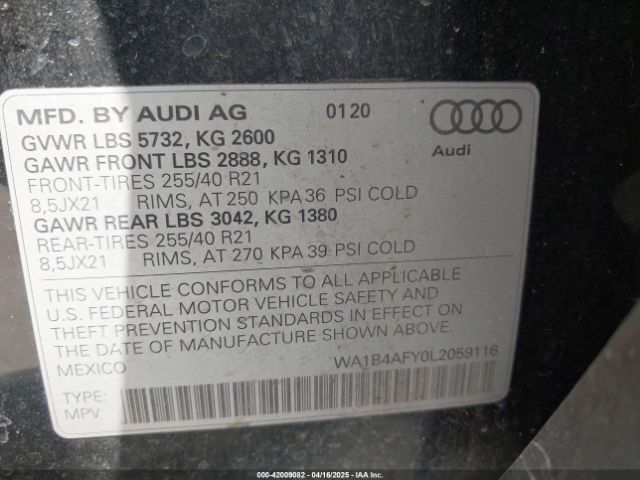 MFD. BY AUDI AG 0120
GVWR LBS 5732, KG 2600
GAWR FRONT LBS 2888, KG 1310
FRONT-TIRES 255/40 R21
8,5JX21 RIMS, AT 250 KPA 36 PSI COLD
GAWR REAR LBS 3042, KG 1380
REAR-TIRES 255/40 R21
8,5JX21 RIMS, AT 270 KPA 39 PSI COLD
Audi
THIS VEHICLE CONFORMS TO ALL APPLICABLE
U.S. FEDERAL MOTOR VEHICLE SAFETY AND
THEFT PREVENTION STANDARDS IN EFFECT ON
THE DATE OF MANUFACTURE SHOWN ABOVE.
MEXICO
WA1B4AFY0L2059116
TYPE:
MPV
000-42009082 - 04/16/2025 - IAA Inc.